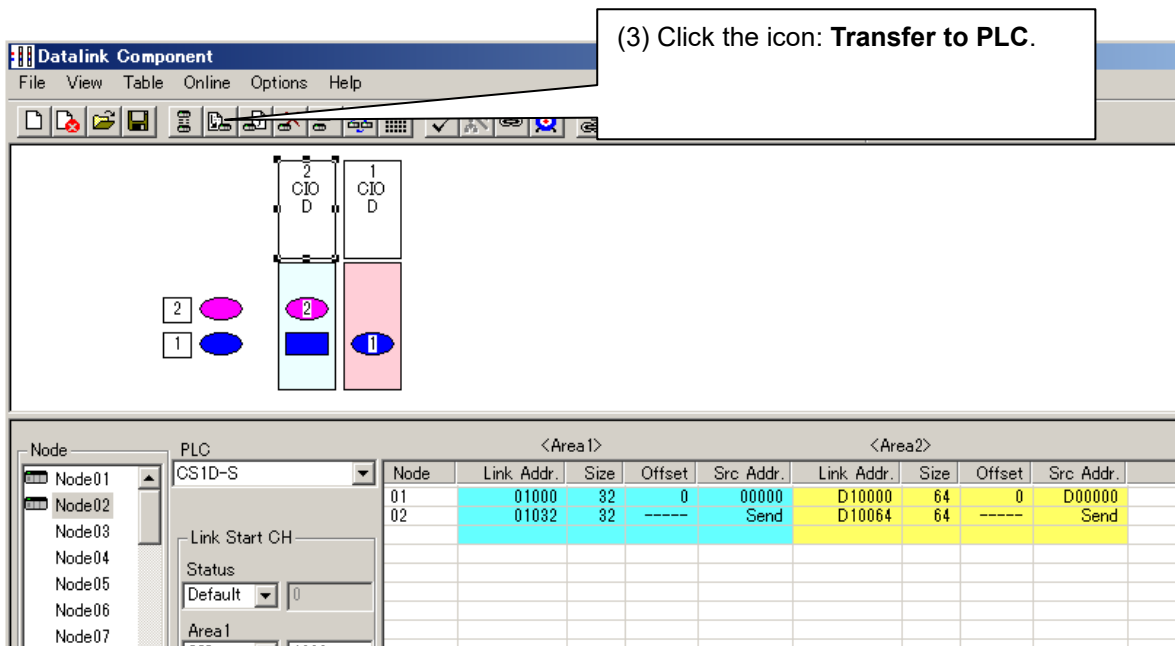 (3) Click the icon: Transfer to PLC.
Datalink Component
File View Table Online Options Help
2 1
CIO CIO
D D
2 2
1 1
<Area1> <Area2>
Node PLC
Node01 CS1D-S Node Link Addr. Size Offset Src Addr. Link Addr. Size Offset Src Addr.
01 01000 32 0 00000 D10000 64 0 D00000
Node02 02 01032 32 ----- Send D10064 64 ----- Send
Node03 Link Start CH
Node04 Status
Node05 Default 0
Node06
Node07 Area1